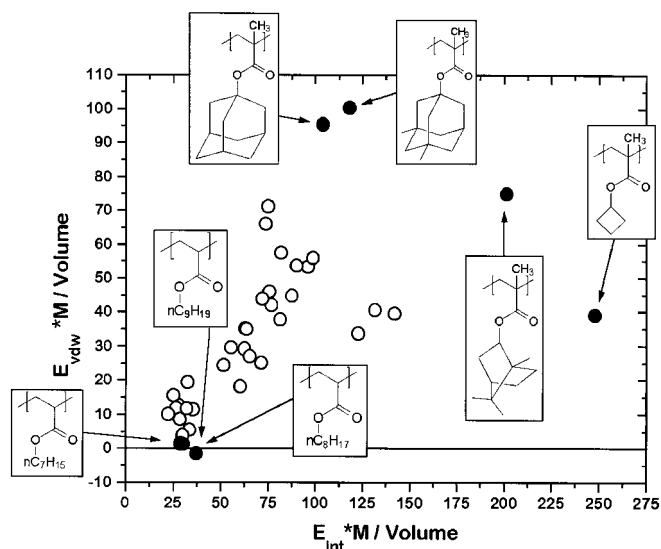 CH₃
CH₃
O
O
O
O
CH₃
O
O
nC₉H₁₉
O
O
CH₃
O
O
nC₇H₁₅
O
O
nC₈H₁₇
O
O
110
100
90
80
70
60
50
40
30
20
10
0
-10
E_vdw*M / Volume
0 25 50 75 100 125 150 175 200 225 250 275
E_int*M / Volume